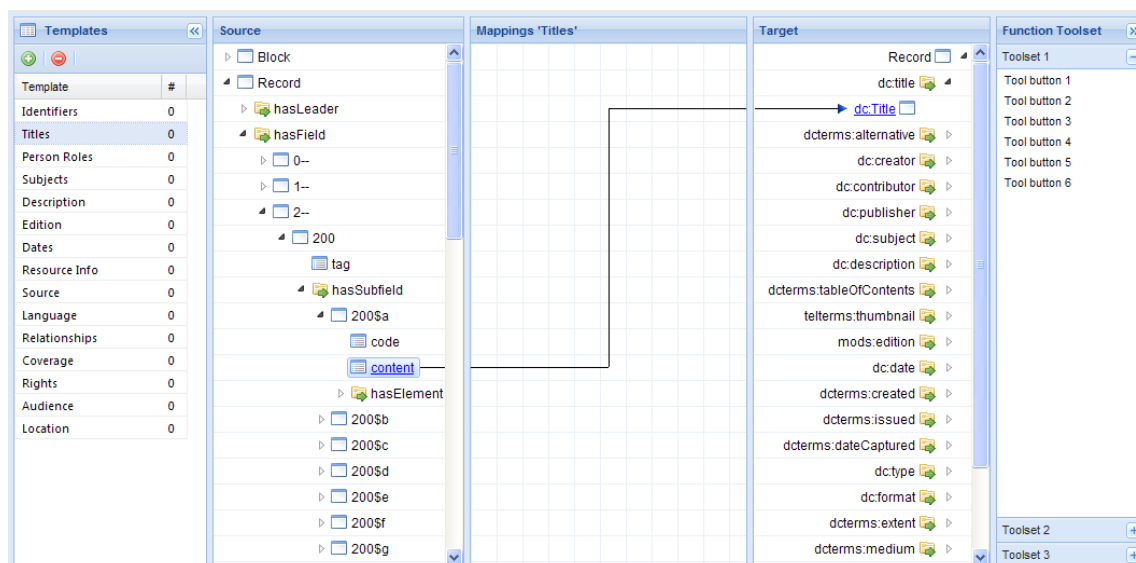 Templates
Template #
Identifiers 0
Titles 0
Person Roles 0
Subjects 0
Description 0
Edition 0
Dates 0
Resource Info 0
Source 0
Language 0
Relationships 0
Coverage 0
Rights 0
Audience 0
Location 0
Source
Block
Record
hasLeader
hasField
0--
1--
2--
200
tag
hasSubfield
200$a
code
content
hasElement
200$b
200$c
200$d
200$e
200$f
200$g
Mappings 'Titles'
Target
Record
dc:title
dc:Title
dcterms:alternative
dc:creator
dc:contributor
dc:publisher
dc:subject
dc:description
dcterms:tableOfContents
telterms:thumbnail
mods:edition
dc:date
dcterms:created
dcterms:issued
dcterms:dateCaptured
dc:type
dc:format
dcterms:extent
dcterms:medium
Function Toolset
Toolset 1
Tool button 1
Tool button 2
Tool button 3
Tool button 4
Tool button 5
Tool button 6
Toolset 2
Toolset 3